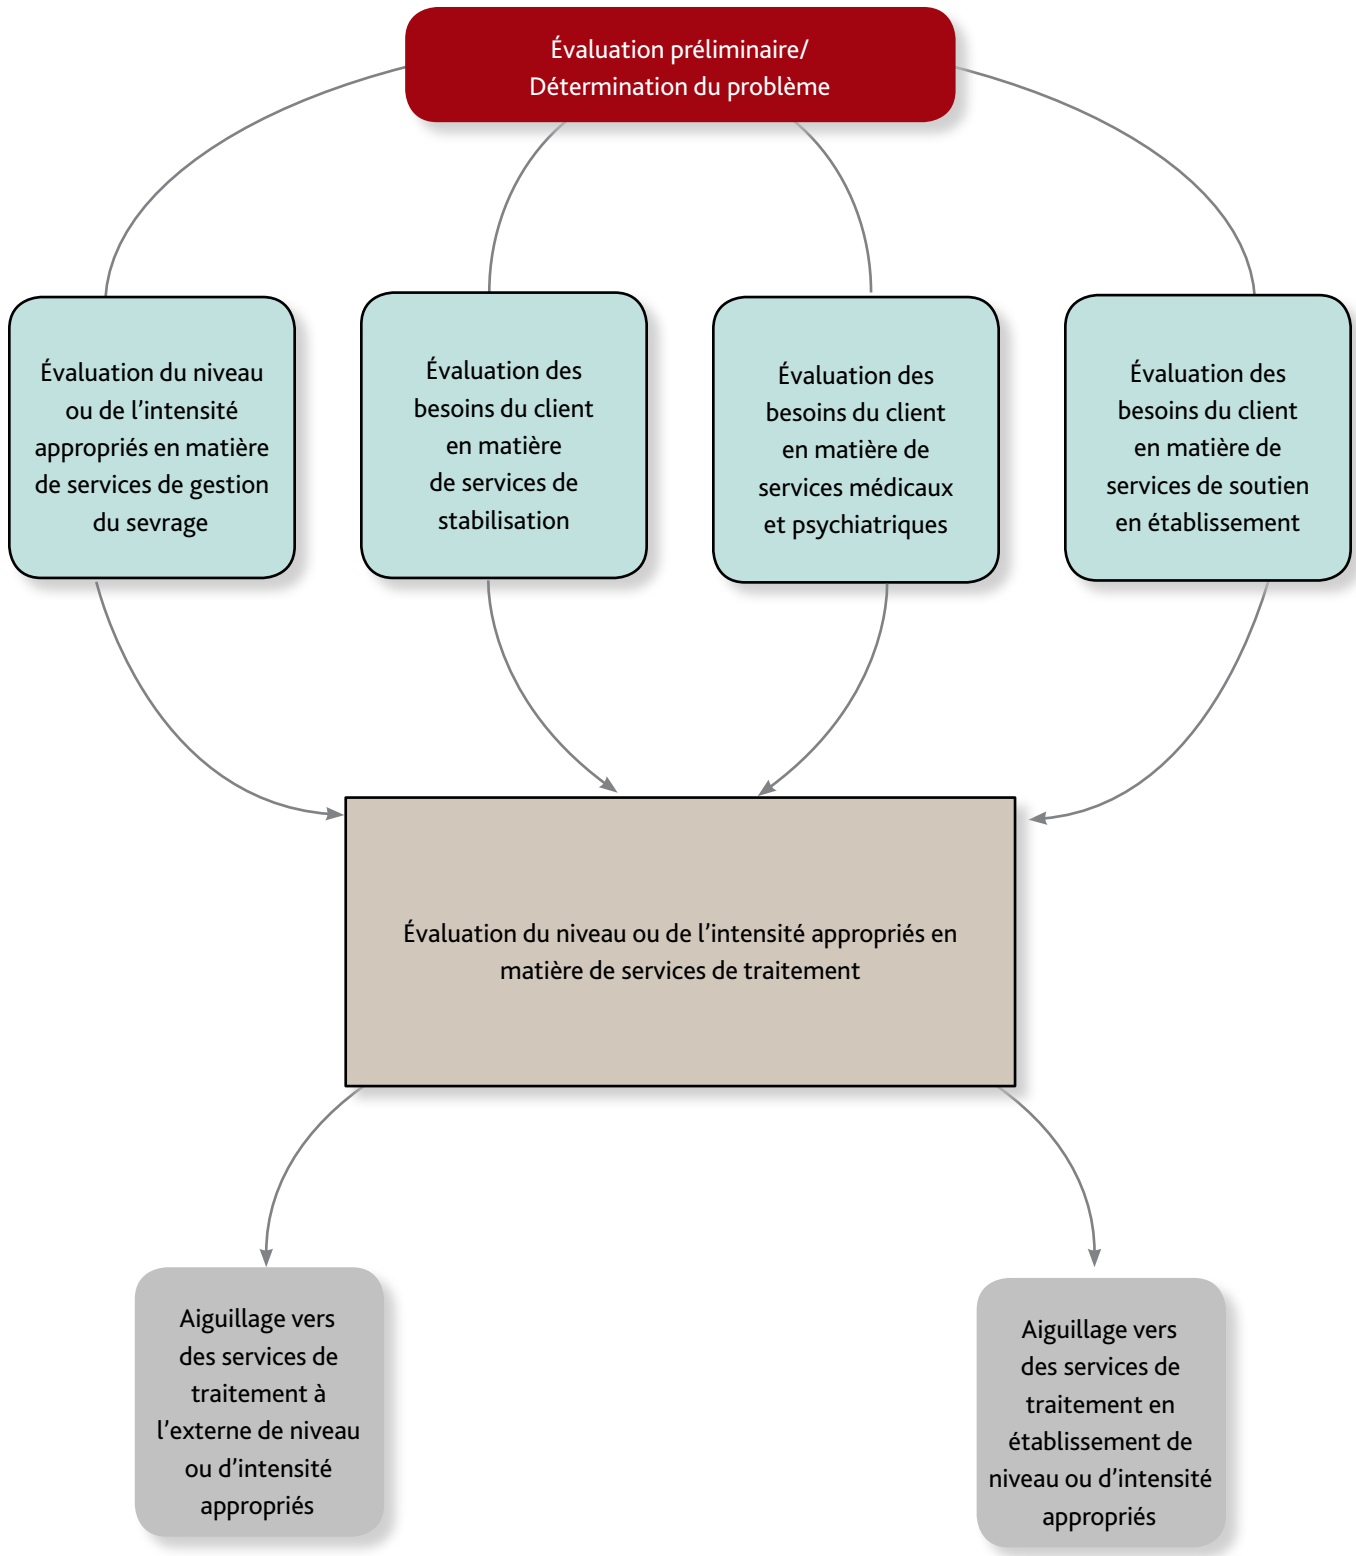 Évaluation préliminaire/
Détermination du problème
Évaluation du niveau
ou de l'intensité
appropriés en matière
de services de gestion
du sevrage
Évaluation des
besoins du client
en matière
de services de
stabilisation
Évaluation des
besoins du client
en matière de
services médicaux
et psychiatriques
Évaluation des
besoins du client
en matière de
services de soutien
en établissement
Évaluation du niveau ou de l'intensité appropriés en
matière de services de traitement
Aiguillage vers
des services de
traitement à
l'externe de niveau
ou d'intensité
appropriés
Aiguillage vers
des services de
traitement en
établissement de
niveau ou d'intensité
appropriés